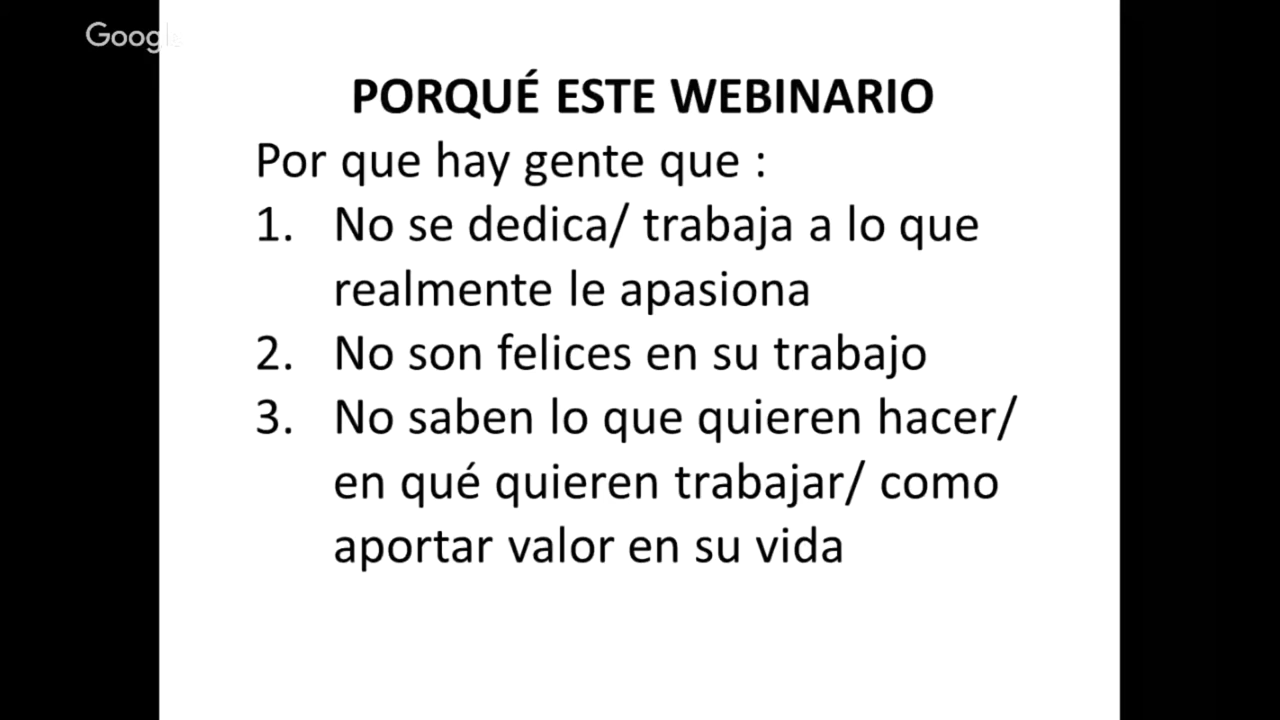 Google
PORQUÉ ESTE WEBINARIO
Por que hay gente que :
1. No se dedica/ trabaja a lo que
realmente le apasiona
2. No son felices en su trabajo
3. No saben lo que quieren hacer/
en qué quieren trabajar/ como
aportar valor en su vida